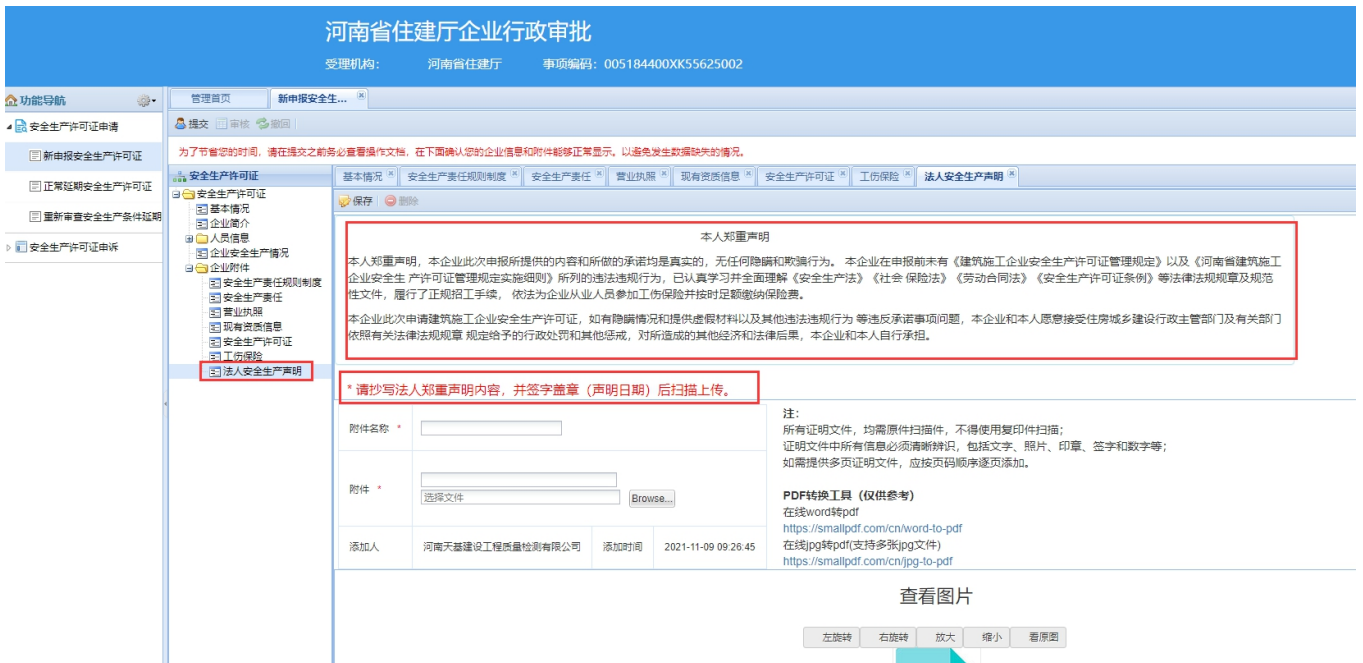 河南省住建厅企业行政审批
受理机构： 河南省住建厅 事项编码：005184400XK55625002
功能导航
安全生产许可证申请
新申报安全生产许可证
正常延期安全生产许可证
重新审查安全生产条件延期
安全生产许可证申诉
管理首页 新申报安全生...
提交 审核 撤回
为了节省您的时间，请在提交之前务必查看操作文档，在下面确认您的企业信息和附件能够正常显示。以避免发生数据缺失的情况。
安全生产许可证
安全生产许可证
基本情况
企业简介
人员信息
企业安全生产情况
企业附件
安全生产责任规则制度
安全生产责任
营业执照
现有资质信息
安全生产许可证
工伤保险
法人安全生产声明
基本情况 安全生产责任规则制度 安全生产责任 营业执照 现有资质信息 安全生产许可证 工伤保险 法人安全生产声明
保存 删除
本人郑重声明
本人郑重声明，本企业此次申报所提供的内容和所做的承诺均是真实的，无任何隐瞒和欺骗行为。 本企业在申报前未有《建筑施工企业安全生产许可证管理规定》以及《河南省建筑施工
企业安全生 产许可证管理规定实施细则》所列的违法违规行为，已认真学习并全面理解《安全生产法》《社会 保险法》《劳动合同法》《安全生产许可证条例》等法律法规规章及规范
性文件，履行了正规招工手续， 依法为企业从业人员参加工伤保险并按时足额缴纳保险费。
本企业此次申请建筑施工企业安全生产许可证，如有隐瞒情况和提供虚假材料以及其他违法违规行为 等违反承诺事项问题，本企业和本人愿意接受住房城乡建设行政主管部门及有关部门
依照有关法律法规规章 规定给予的行政处罚和其他惩戒，对所造成的其他经济和法律后果，本企业和本人自行承担。
* 请抄写法人郑重声明内容，并签字盖章（声明日期）后扫描上传。
附件名称 *
附件 *
选择文件 Browse...
添加人 河南天基建设工程质量检测有限公司 添加时间 2021-11-09 09:26:45
注：
所有证明文件，均需原件扫描件，不得使用复印件扫描；
证明文件中所有信息必须清晰辨识，包括文字、照片、印章、签字和数字等；
如需提供多页证明文件，应按页码顺序逐页添加。
PDF转换工具（仅供参考）
在线word转pdf
https://smallpdf.com/cn/word-to-pdf
在线jpg转pdf(支持多张jpg文件)
https://smallpdf.com/cn/jpg-to-pdf
查看图片
左旋转 右旋转 放大 缩小 看原图